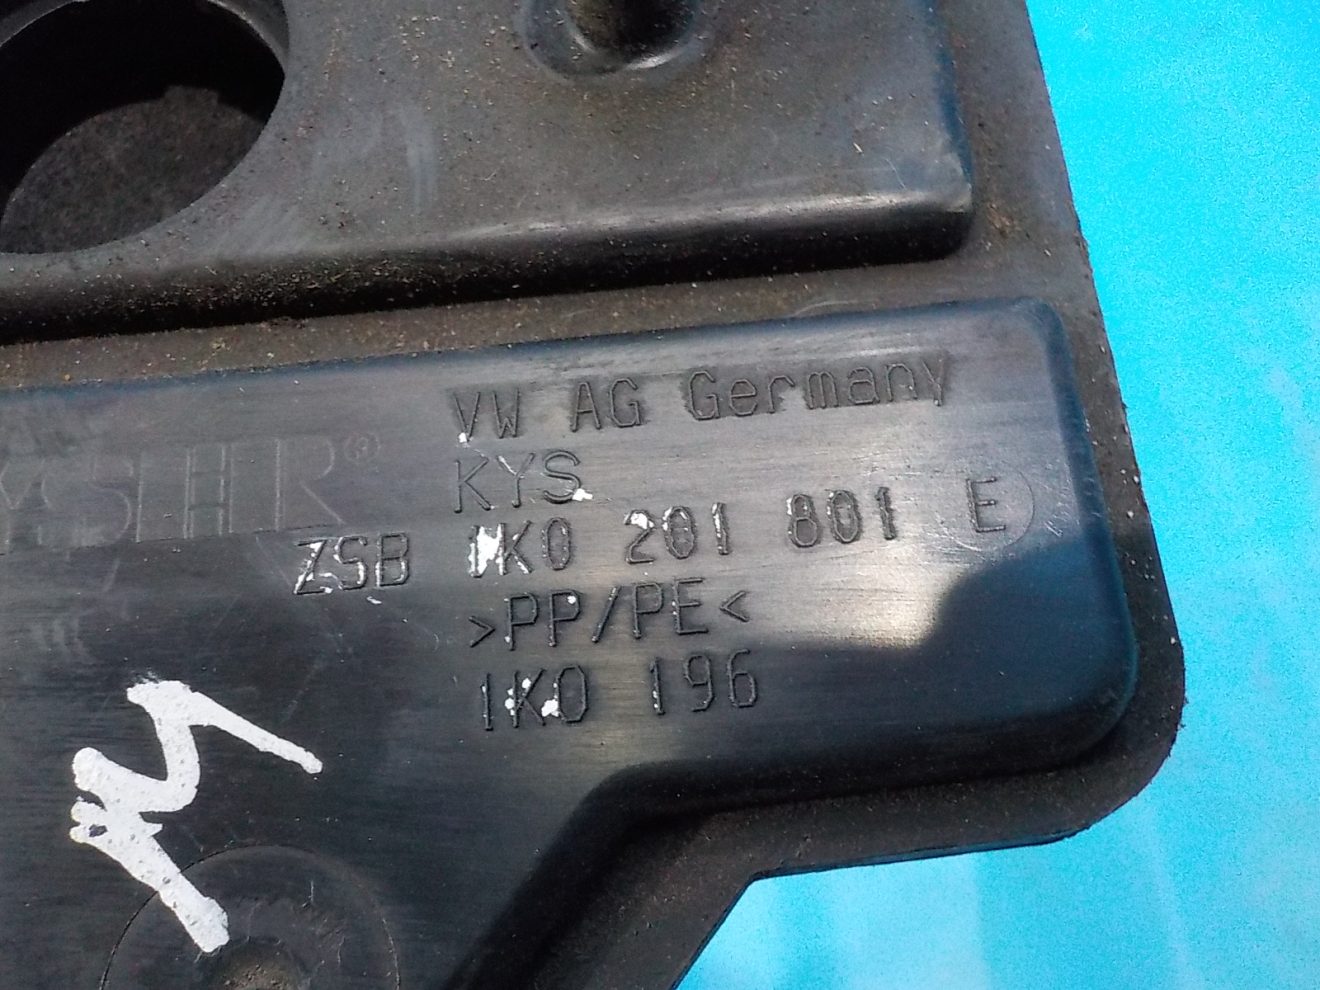 VW AG Germany
KYS
ZSB 1K0 201 801 E
>PP/PE<
1K0 196